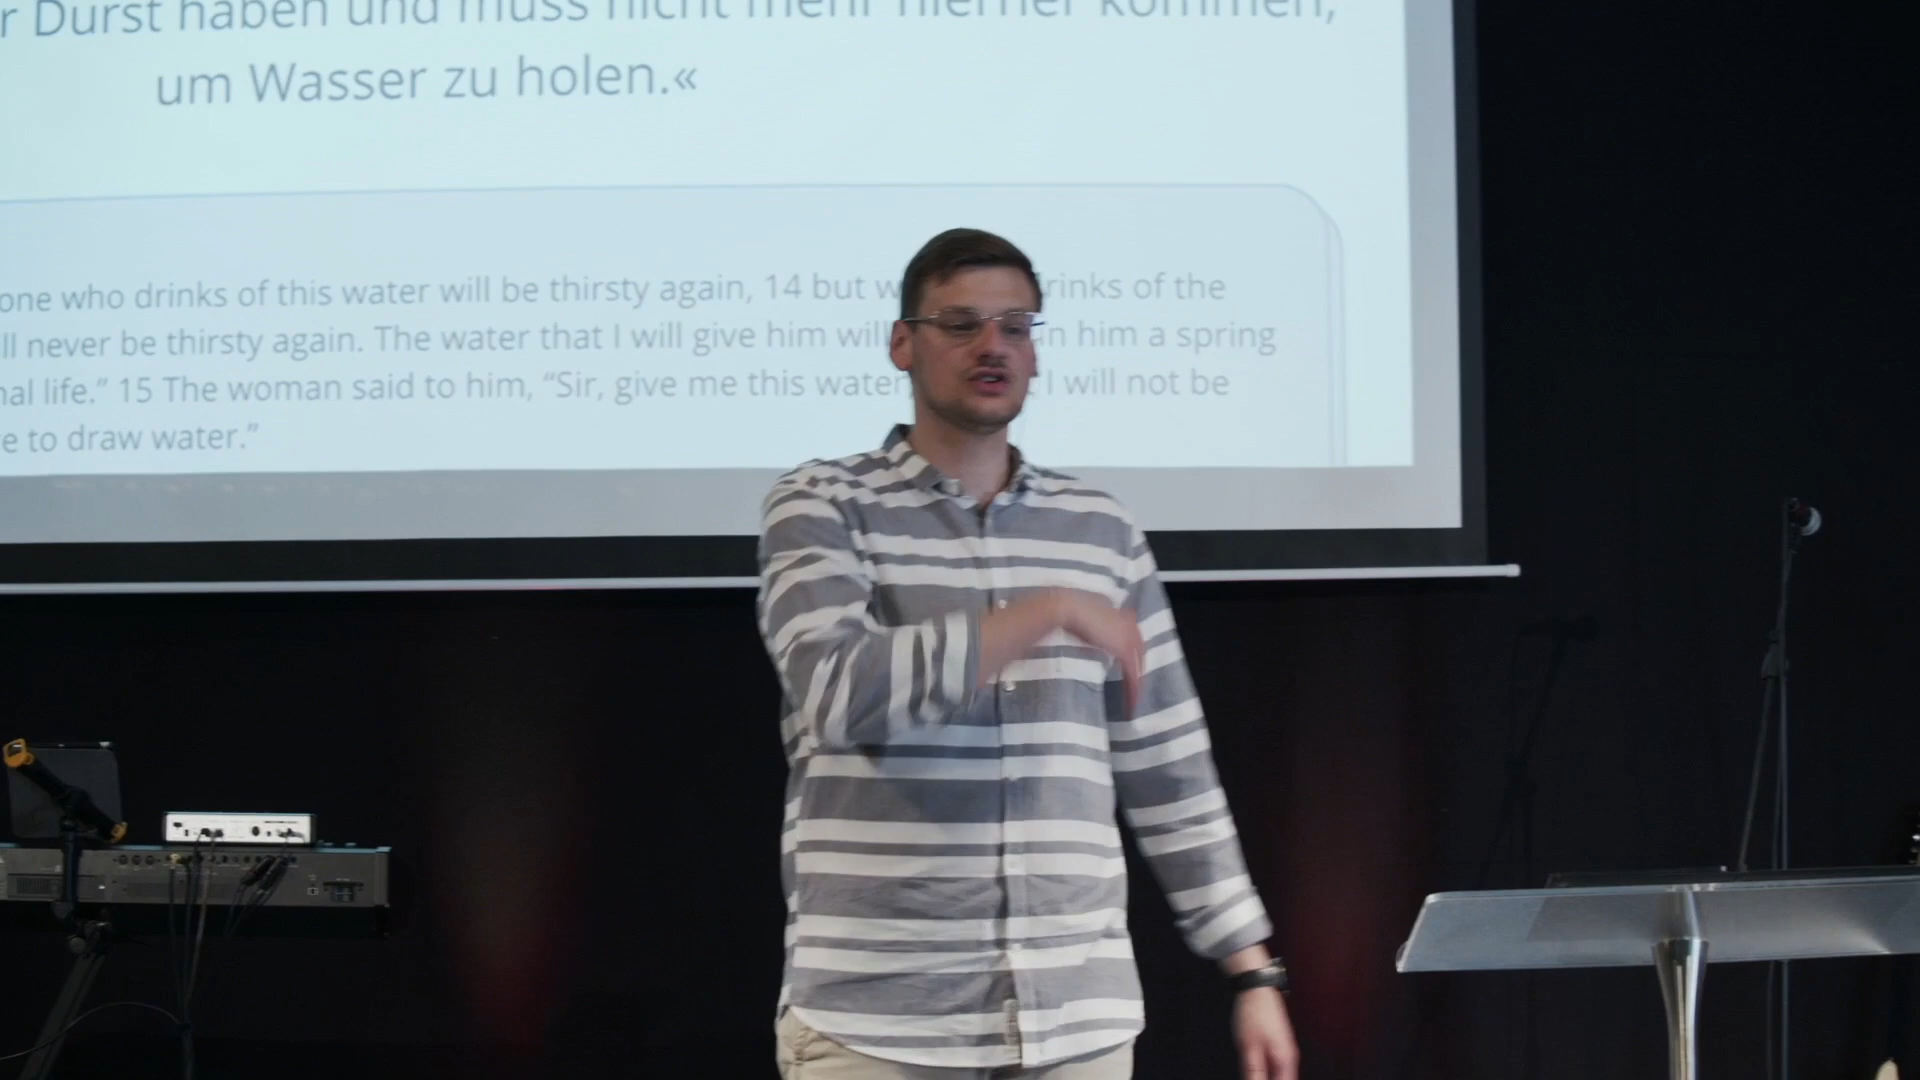 Durst haben und muss nicht mehr hierher kommen,
um Wasser zu holen.«
one who drinks of this water will be thirsty again, 14 but rinks of the
ll never be thirsty again. The water that I will give him will n him a spring
nal life.” 15 The woman said to him, “Sir, give me this water I will not be
e to draw water.”